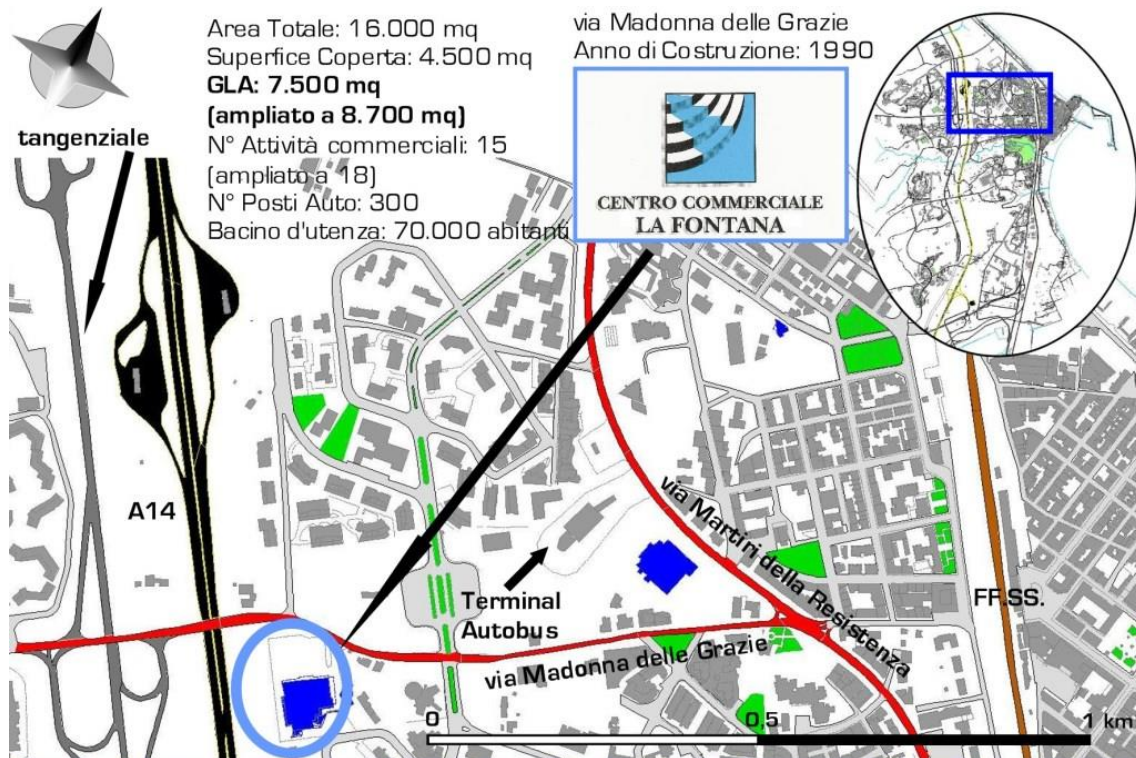 Area Totale: 16.000 mq
Superfice Coperta: 4.500 mq
GLA: 7.500 mq
(ampliato a 8.700 mq)
N° Attività commerciali: 15
(ampliato a 18)
N° Posti Auto: 300
Bacino d'utenza: 70.000 abitanti
via Madonna delle Grazie
Anno di Costruzione: 1990
CENTRO COMMERCIALE
LA FONTANA
tangenziale
A14
Terminal
Autobus
via Martiri della Resistenza
FF.SS.
via Madonna delle Grazie
0
0.5
1 km